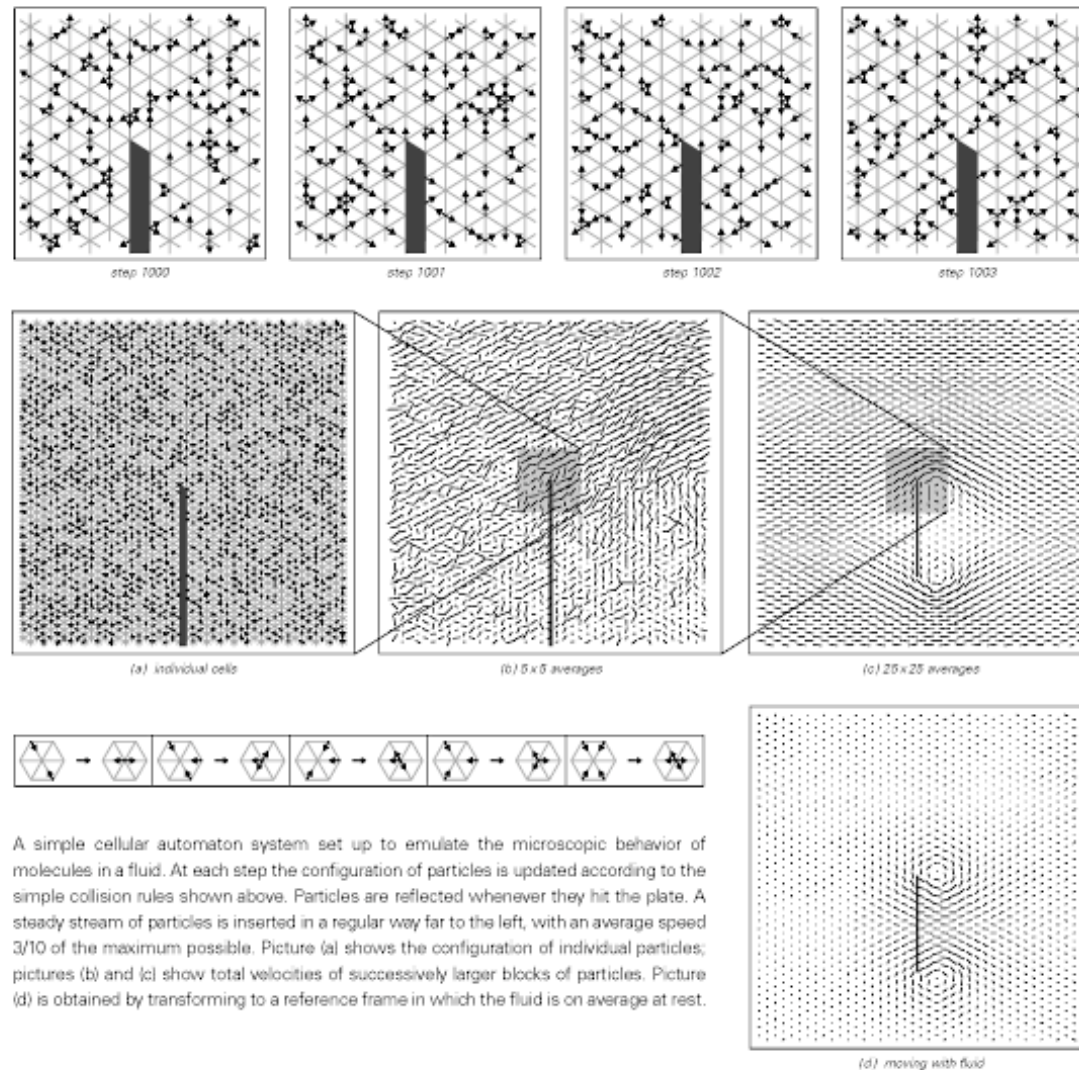 step 1000
step 1001
step 1002
step 1003
(a) individual cells
(b) 5 x 5 averages
(c) 25 x 25 averages
A simple cellular automaton system set up to emulate the microscopic behavior of
molecules in a fluid. At each step the configuration of particles is updated according to the
simple collision rules shown above. Particles are reflected whenever they hit the plate. A
steady stream of particles is inserted in a regular way far to the left, with an average speed
3/10 of the maximum possible. Picture (a) shows the configuration of individual particles;
pictures (b) and (c) show total velocities of successively larger blocks of particles. Picture
(d) is obtained by transforming to a reference frame in which the fluid is on average at rest.
(d) moving with fluid